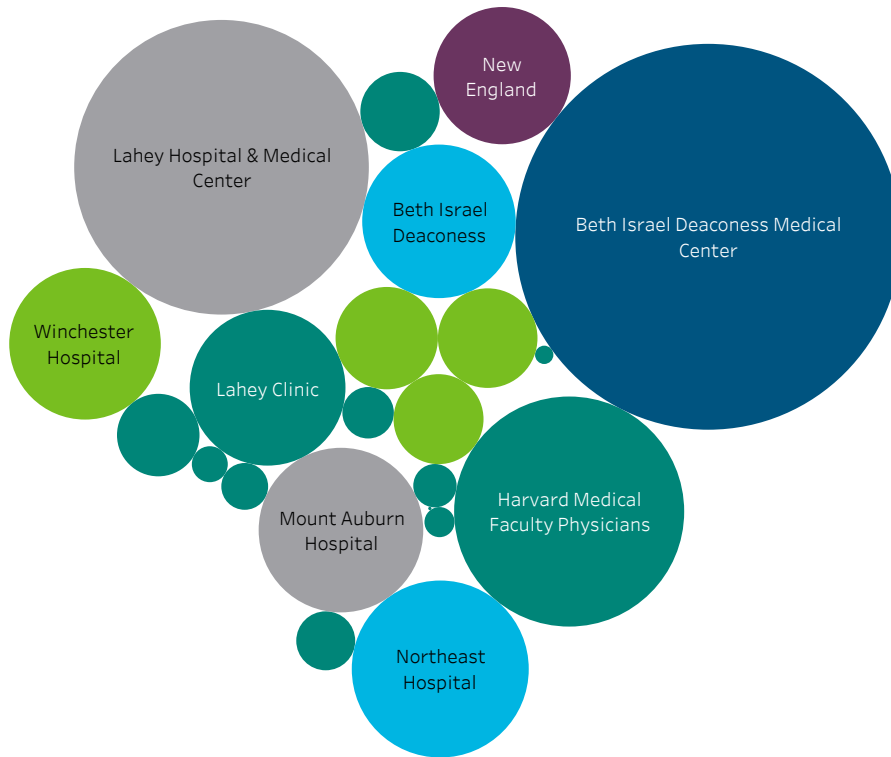 New
England
Lahey Hospital & Medical
Center
Beth Israel
Deaconess
Beth Israel Deaconess Medical
Center
Winchester
Hospital
Lahey Clinic
Harvard Medical
Faculty Physicians
Mount Auburn
Hospital
Northeast
Hospital